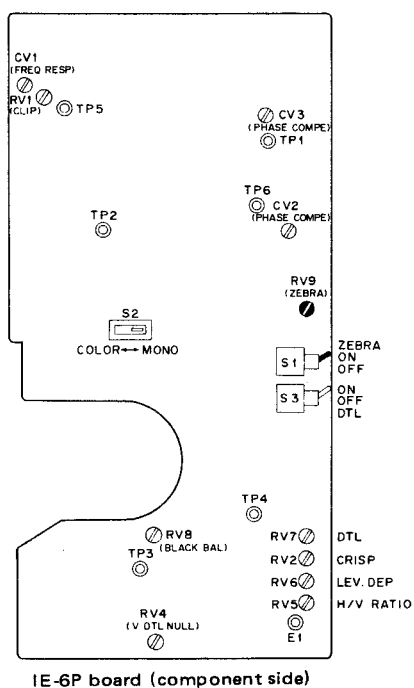 CV1
(FREQ RESP)
RV1
(CLIP)
TP5
CV3
(PHASE COMPE)
TP1
TP6
CV2
(PHASE COMPE)
TP2
RV9
(ZEBRA)
S2
COLOR↔MONO
S1
ZEBRA
ON
OFF
S3
ON
OFF
DTL
TP4
RV8
(BLACK BAL)
TP3
RV7 DTL
RV2 CRISP
RV6 LEV. DEP
RV5 H/V RATIO
E1
RV4
(V DTL NULL)
IE-6P board (component side)